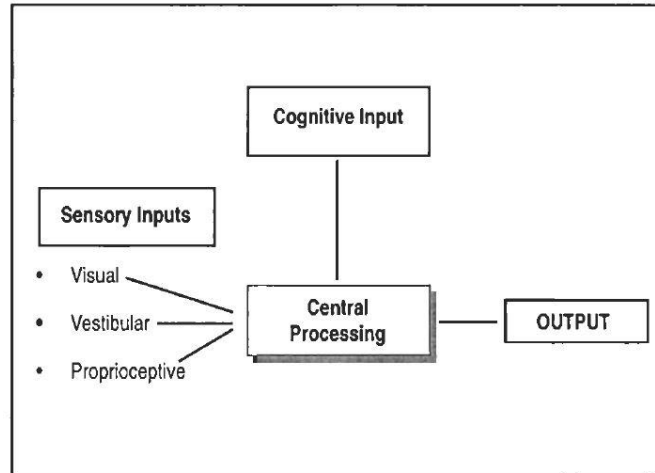 Cognitive Input
Sensory Inputs
• Visual
• Vestibular
• Proprioceptive
Central
Processing
OUTPUT